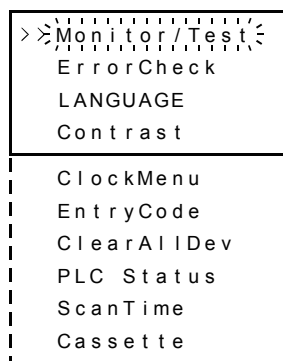 >>Monitor/Test
ErrorCheck
LANGUAGE
Contrast
ClockMenu
EntryCode
ClearAllDev
PLC Status
ScanTime
Cassette